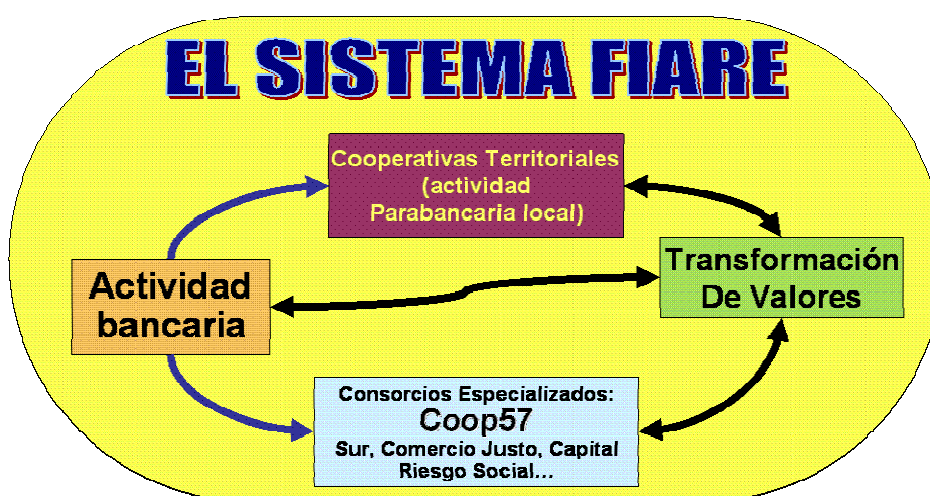 EL SISTEMA FIARE
Cooperativas Territoriales
(actividad
Parabancaria local)
Actividad
bancaria
Transformación
De Valores
Consorcios Especializados:
Coop57
Sur, Comercio Justo, Capital
Riesgo Social...